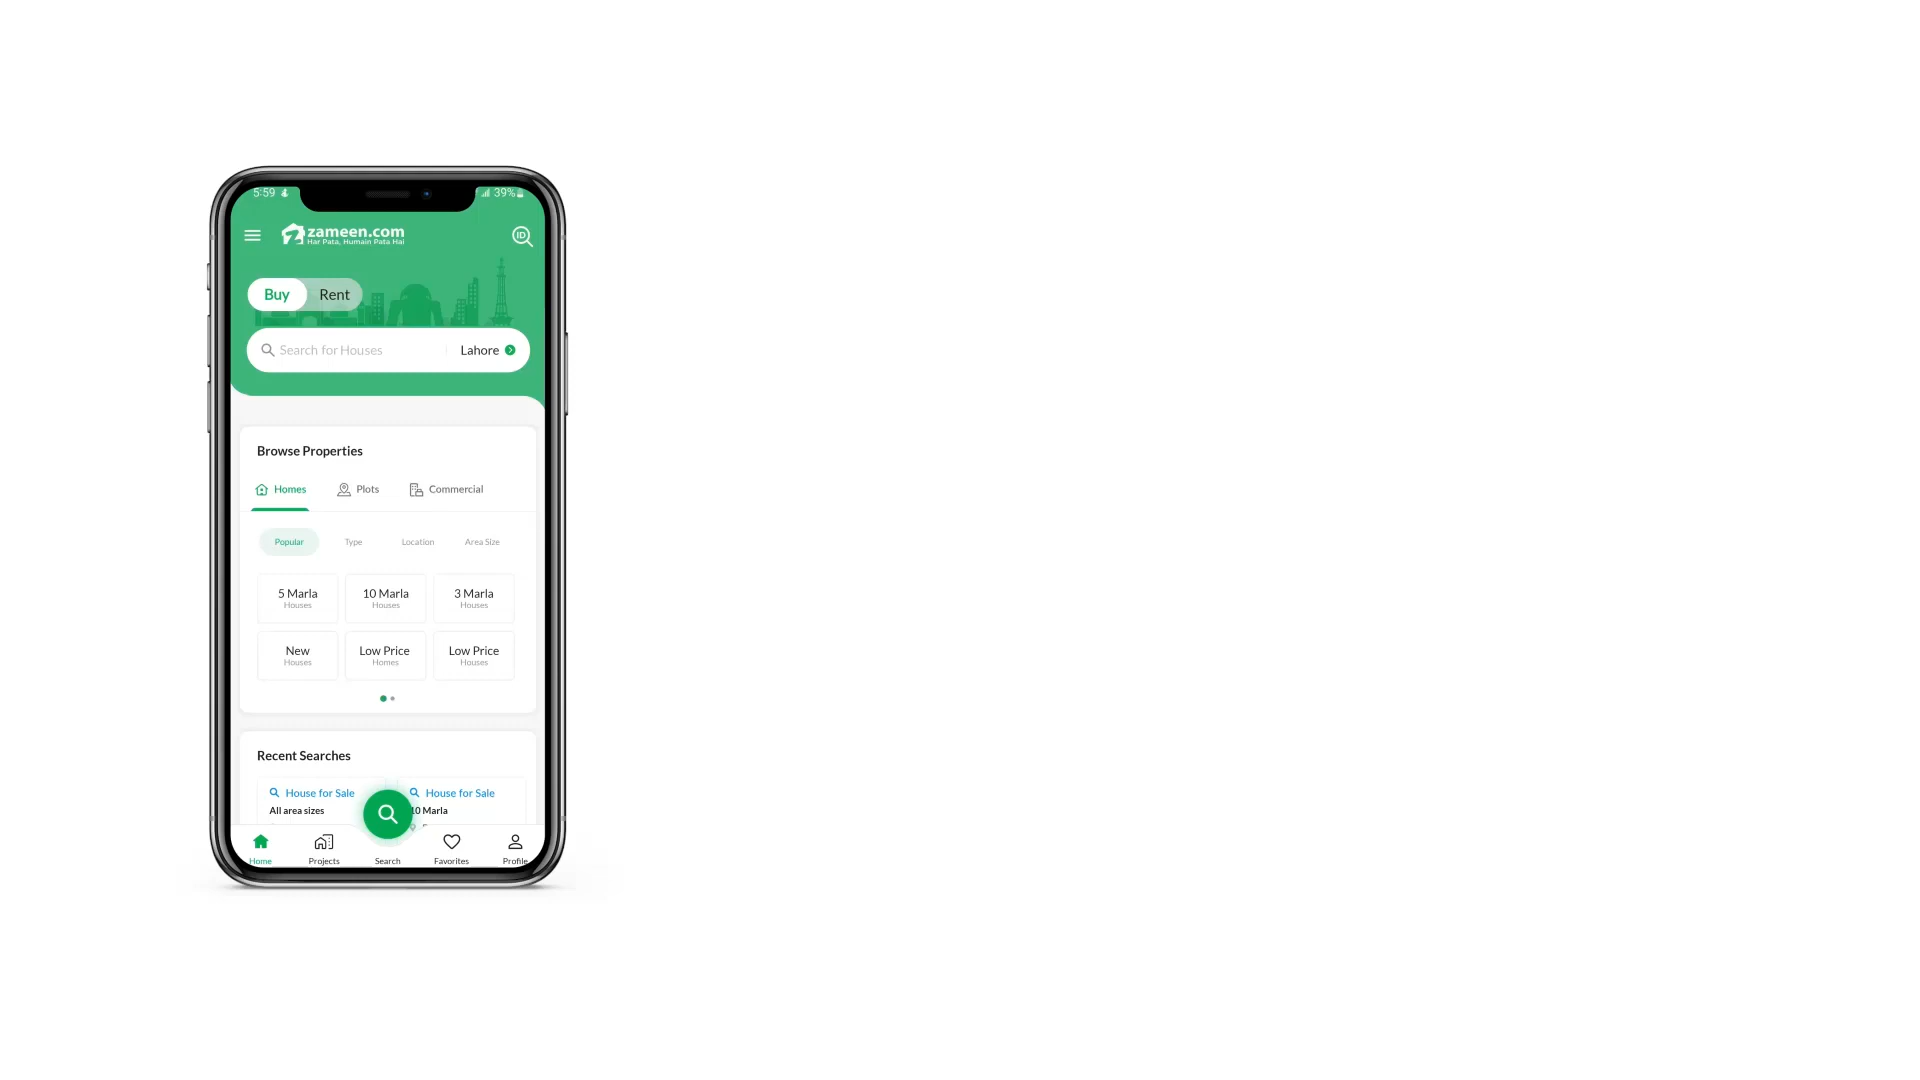 5:59
39%
zameen.com
Har Pata, Humain Pata Hai
ID
Buy Rent
Search for Houses Lahore
Browse Properties
Homes Plots Commercial
Popular Type Location Area Size
5 Marla 10 Marla 3 Marla
Houses Houses Houses
New Low Price Low Price
Houses Homes Houses
Recent Searches
House for Sale House for Sale
All area sizes 10 Marla
Home Projects Search Favorites Profile